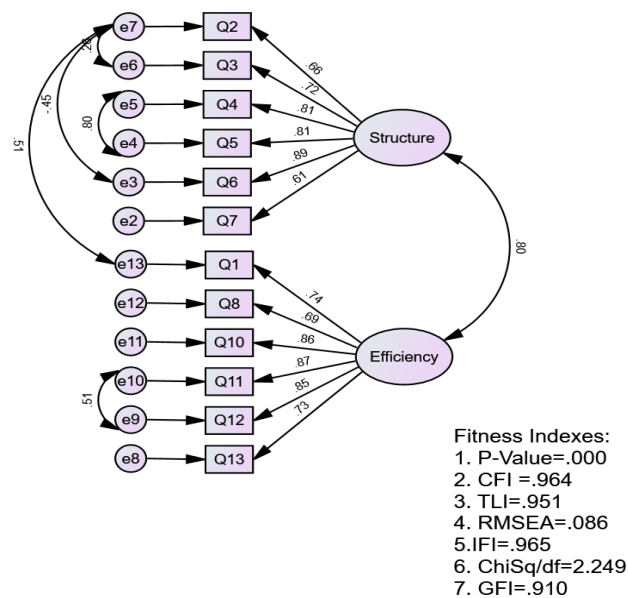 e7 Q2
.26
e6 Q3
.66
.72
e5 Q4
.81
-.45
.80
e4 Q5
.81
Structure
.51
.89
e3 Q6
.61
e2 Q7
.80
e13 Q1
.74
e12 Q8
.69
e11 Q10
.86
Efficiency
e10 Q11
.87
.51
.85
e9 Q12
.73
e8 Q13
Fitness Indexes:
1. P-Value=.000
2. CFI =.964
3. TLI=.951
4. RMSEA=.086
5.IFI=.965
6. ChiSq/df=2.249
7. GFI=.910